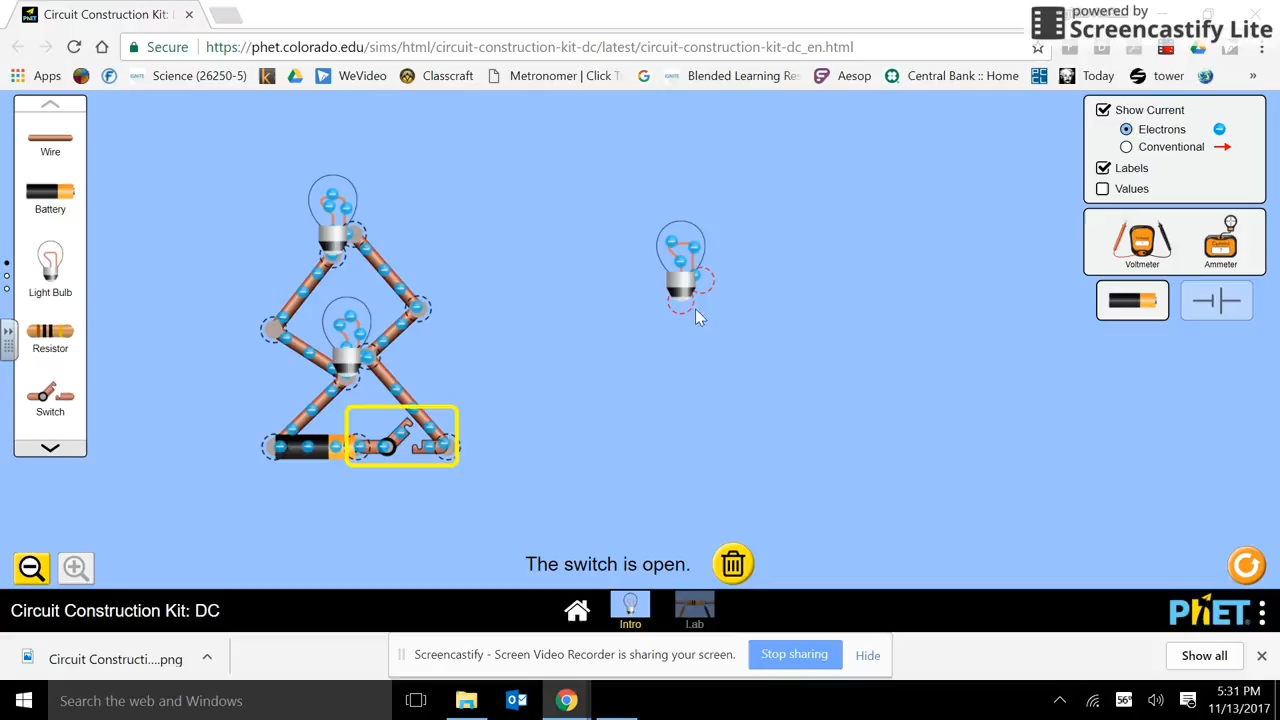 Circuit Construction Kit: D
powered by
Screencastify Lite
Secure
https://phet.colorado.edu/sims/html/circuit-construction-kit-dc/latest/circuit-construction-kit-dc_en.html
Apps
Science (26250-5)
WeVideo
Classcraft
Metronomer | Click T
Blended Learning Res
Aesop
Central Bank :: Home
Today
tower
»
Wire
Battery
Light Bulb
Resistor
Switch
Show Current
Electrons
Conventional
Labels
Values
Voltmeter
Ammeter
The switch is open.
Circuit Construction Kit: DC
Intro
Lab
PhET
Circuit Constructi....png
Screencastify - Screen Video Recorder is sharing your screen.
Stop sharing
Hide
Show all
Search the web and Windows
56°
5:31 PM
11/13/2017